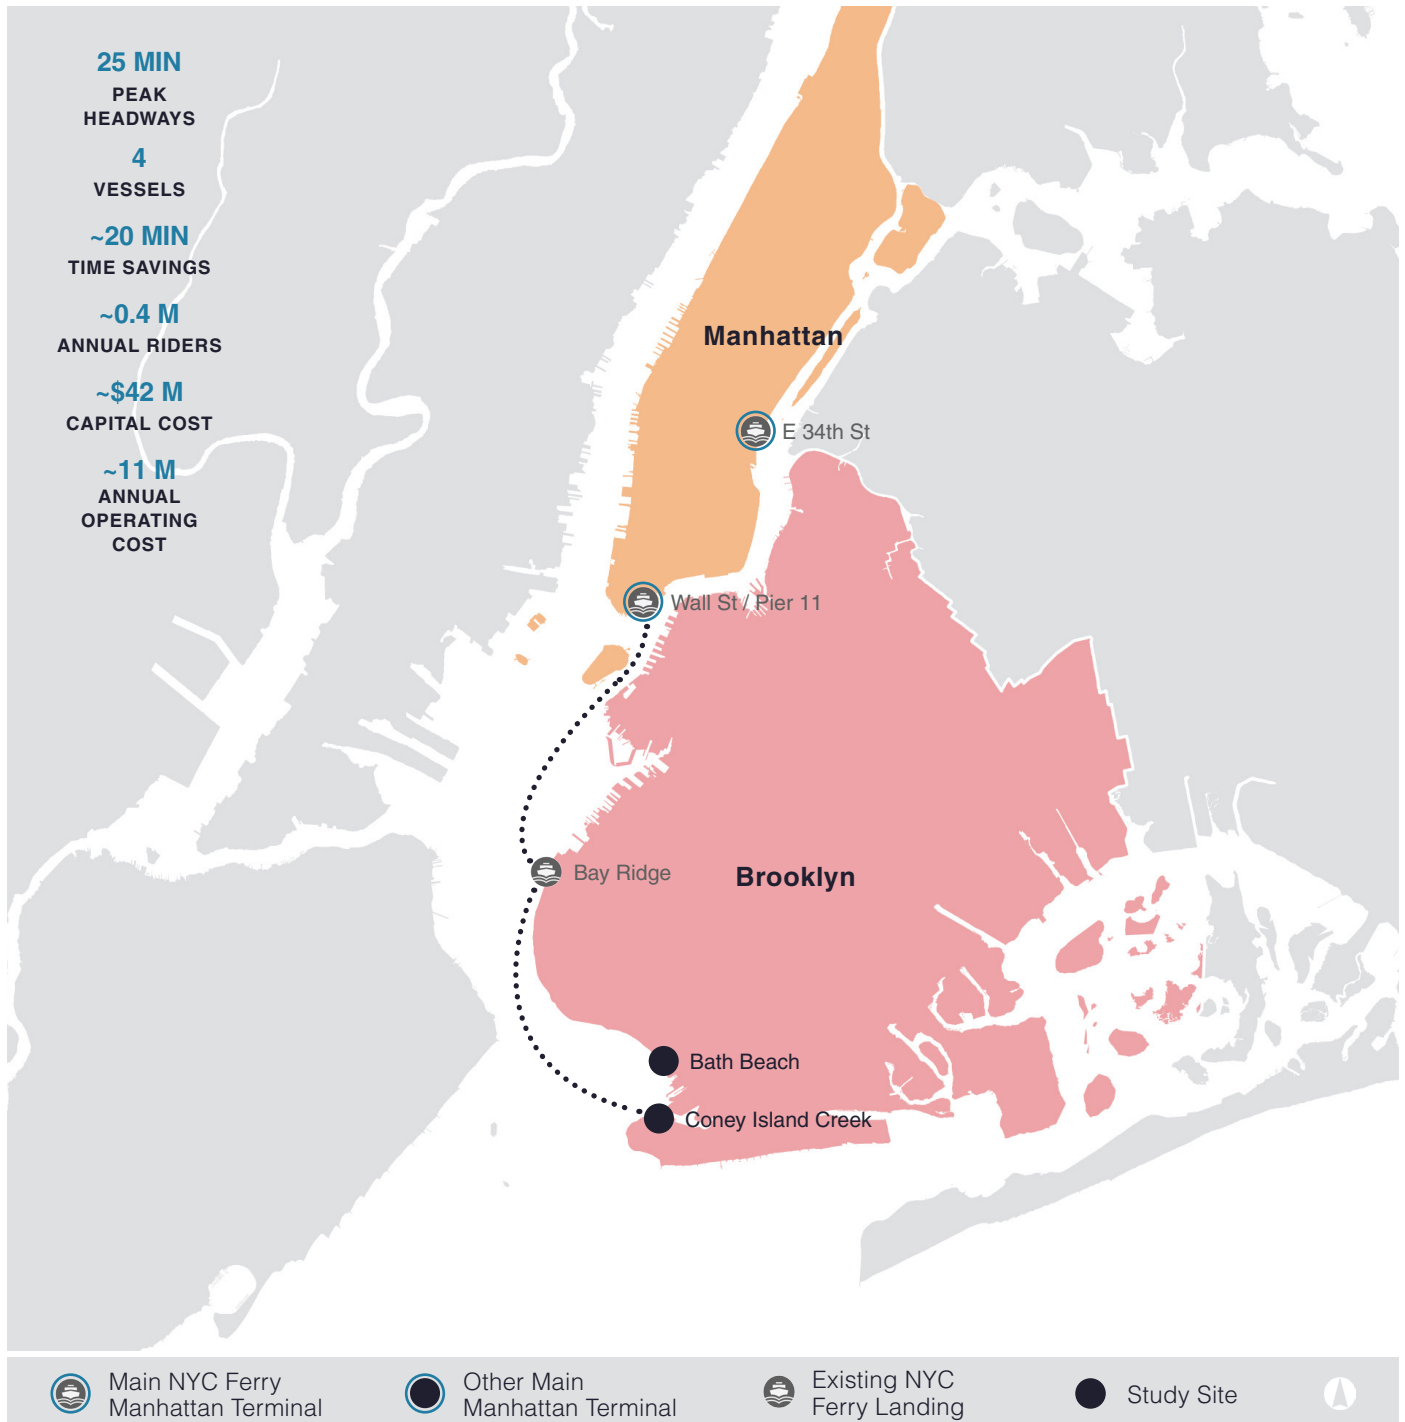 25 MIN
PEAK
HEADWAYS
4
VESSELS
~20 MIN
TIME SAVINGS
~0.4 M
ANNUAL RIDERS
~$42 M
CAPITAL COST
~11 M
ANNUAL
OPERATING
COST
Manhattan
E 34th St
Wall St / Pier 11
Bay Ridge
Brooklyn
Bath Beach
Coney Island Creek
Main NYC Ferry
Manhattan Terminal
Other Main
Manhattan Terminal
Existing NYC
Ferry Landing
Study Site